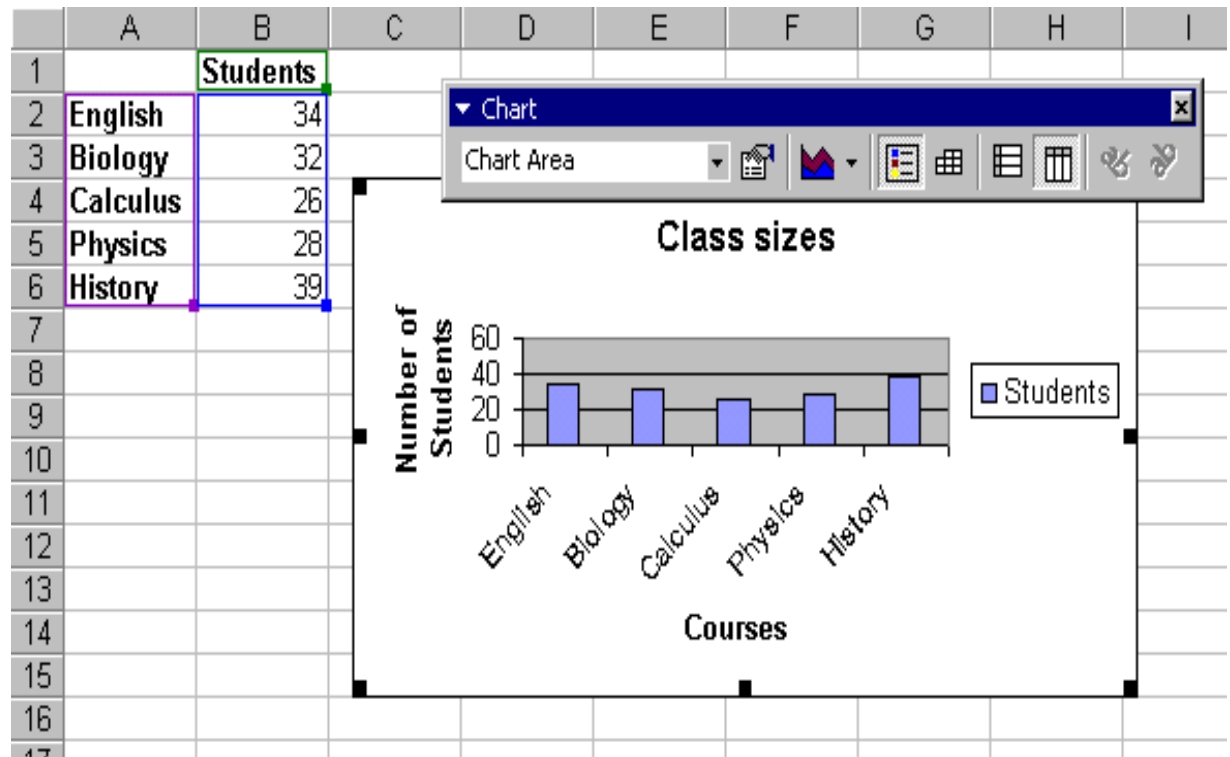 A B C D E F G H I
1 Students
2 English 34
3 Biology 32
4 Calculus 26
5 Physics 28
6 History 39
7
8
9
10
11
12
13
14
15
16
17
Chart
Chart Area
Class sizes
Number of
Students
60
40
20
0
English Biology Calculus Physics History
Courses
Students